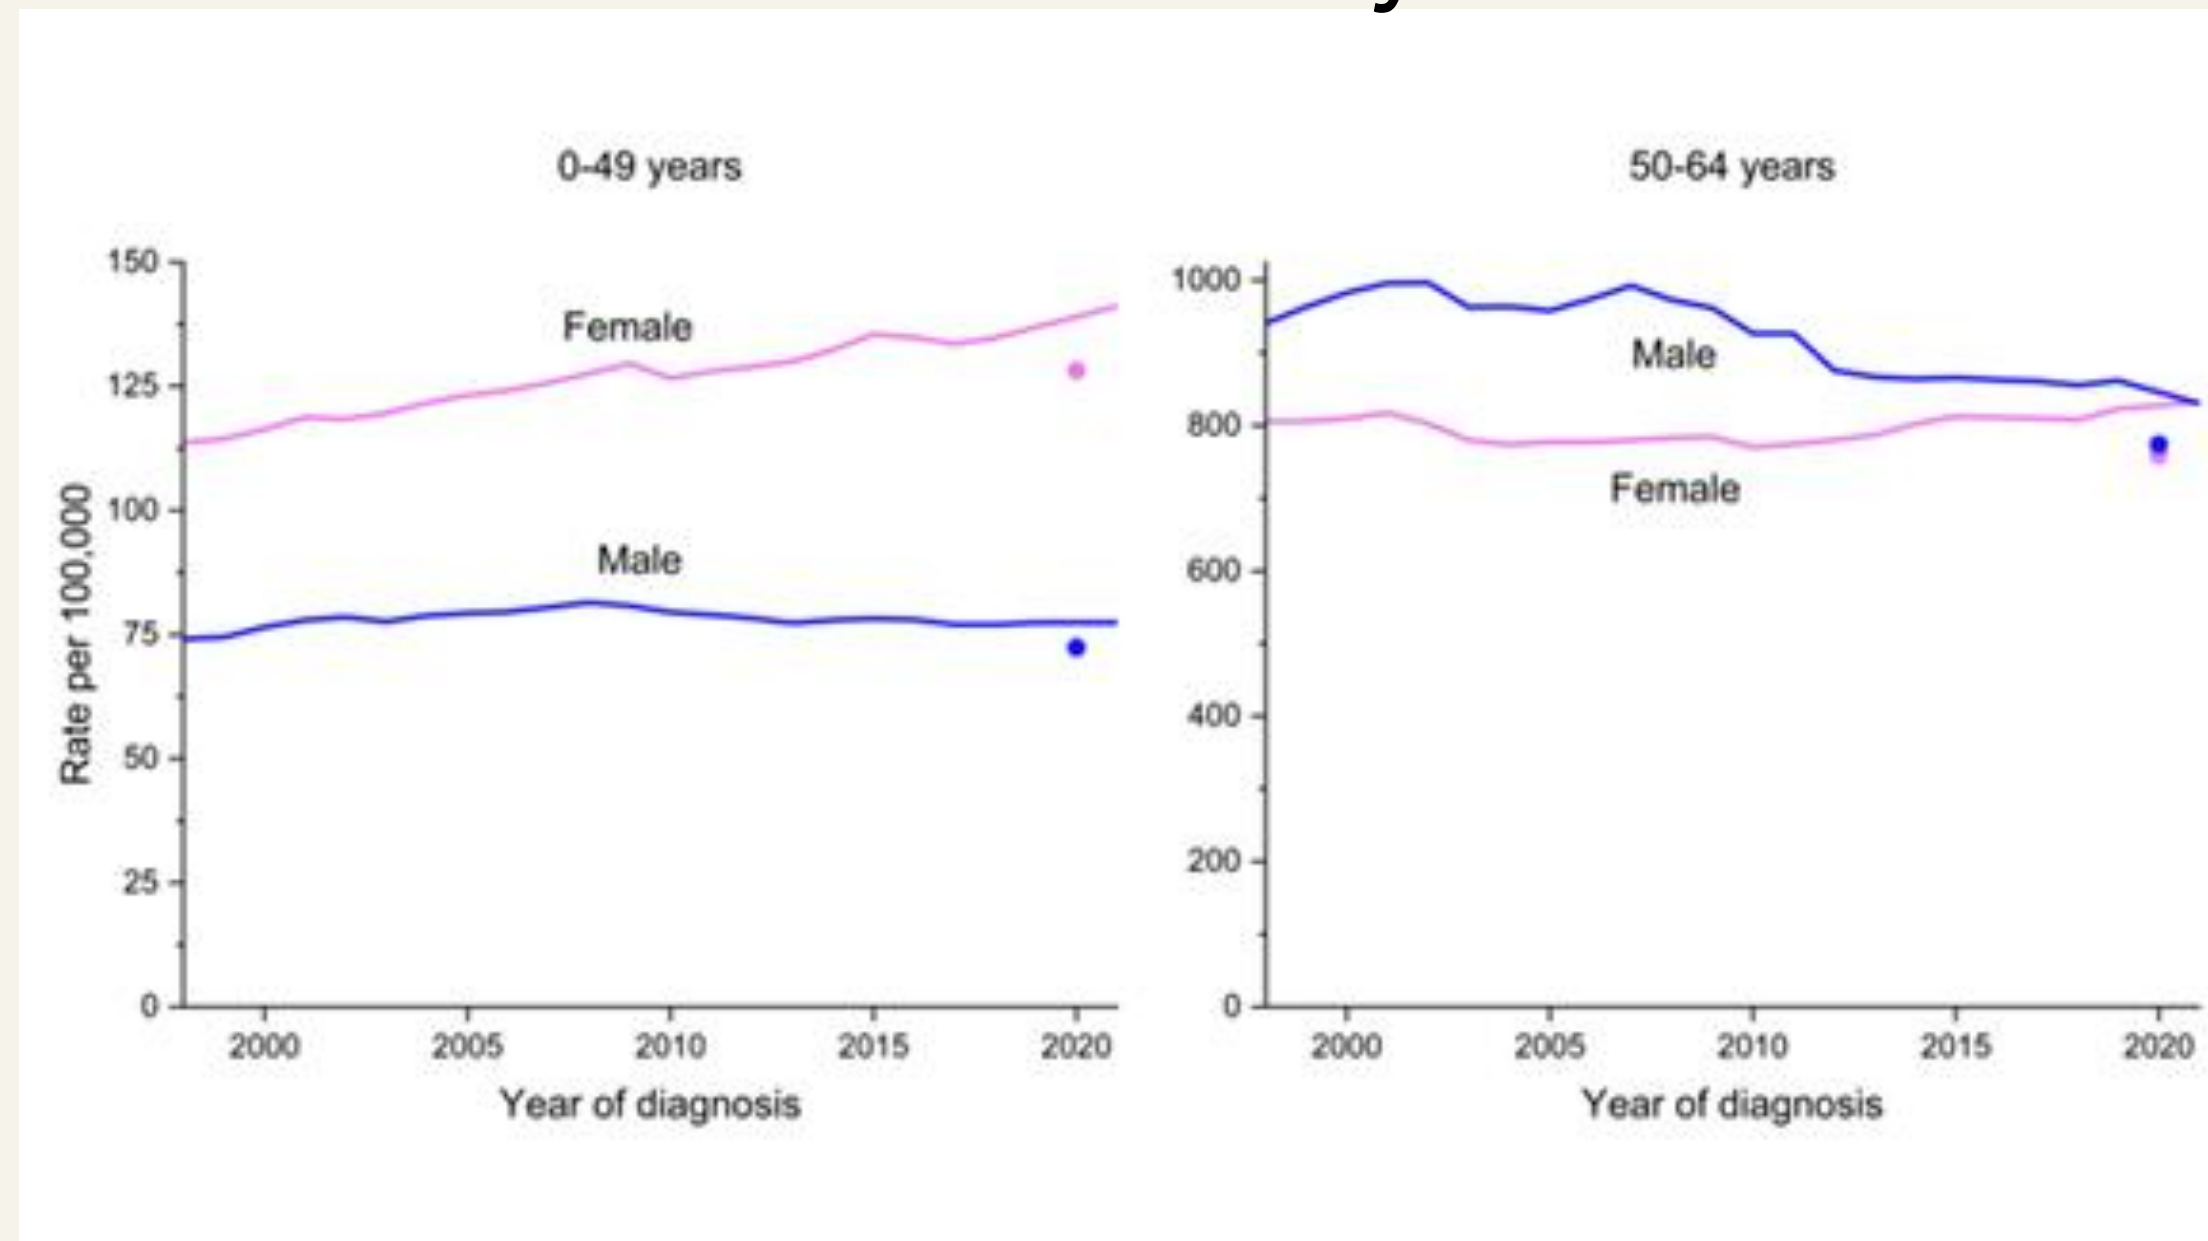 0-49 years
150
125
100
75
50
25
0
Rate per 100,000
Female
Male
2000 2005 2010 2015 2020
Year of diagnosis
50-64 years
1000
800
600
400
200
0
Male
Female
2000 2005 2010 2015 2020
Year of diagnosis